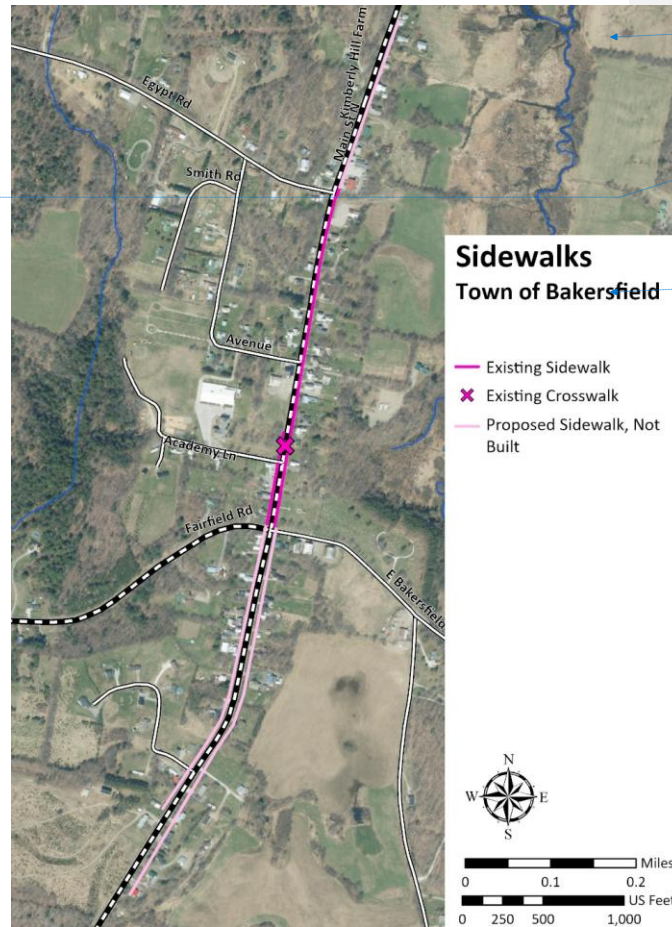 Kimberly Hill Farm
Egypt Rd
Main St N
Smith Rd
Sidewalks
Town of Bakersfield
Avenue
Existing Sidewalk
Existing Crosswalk
Proposed Sidewalk, Not
Built
Academy Ln
Fairfield Rd
E Bakersfield
N
W E
S
Miles
0 0.1 0.2
US Feet
0 250 500 1,000